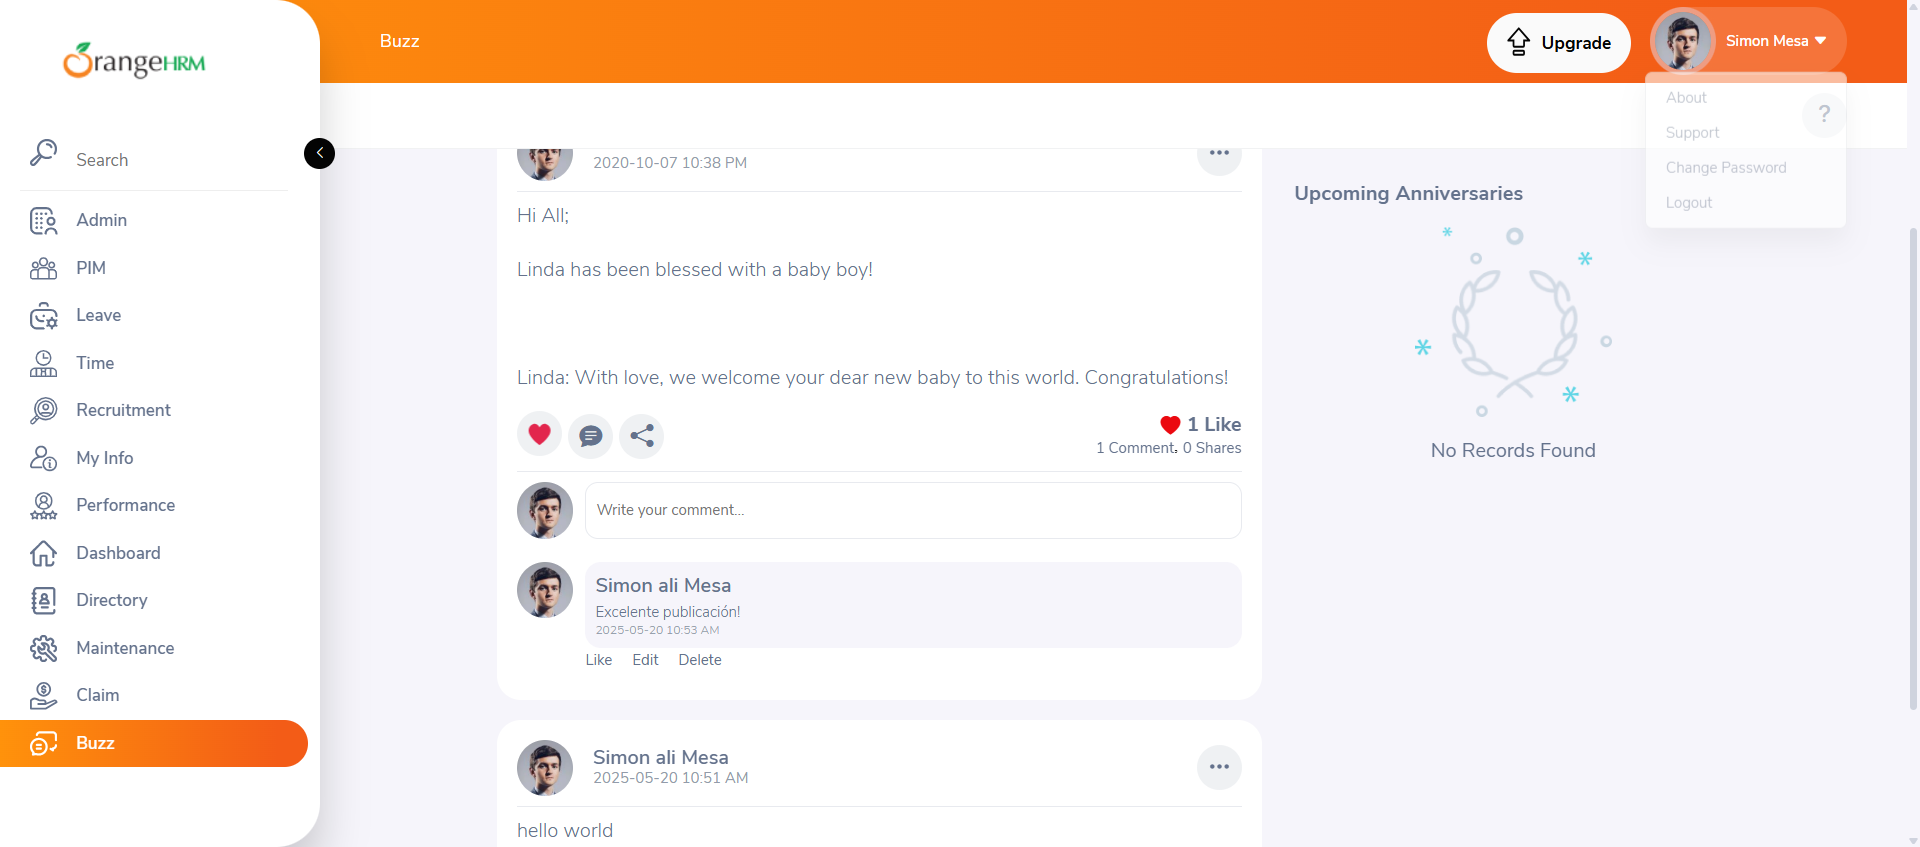 OrangeHRM
Search
Admin
PIM
Leave
Time
Recruitment
My Info
Performance
Dashboard
Directory
Maintenance
Claim
Buzz
Buzz
Upgrade
Simon Mesa
About
?
Support
Change Password
Logout
2020-10-07 10:38 PM
Hi All;
Linda has been blessed with a baby boy!
Linda: With love, we welcome your dear new baby to this world. Congratulations!
1 Like
1 Comment, 0 Shares
Write your comment...
Simon ali Mesa
Excelente publicación!
2025-05-20 10:53 AM
Like Edit Delete
Simon ali Mesa
2025-05-20 10:51 AM
hello world
Upcoming Anniversaries
No Records Found